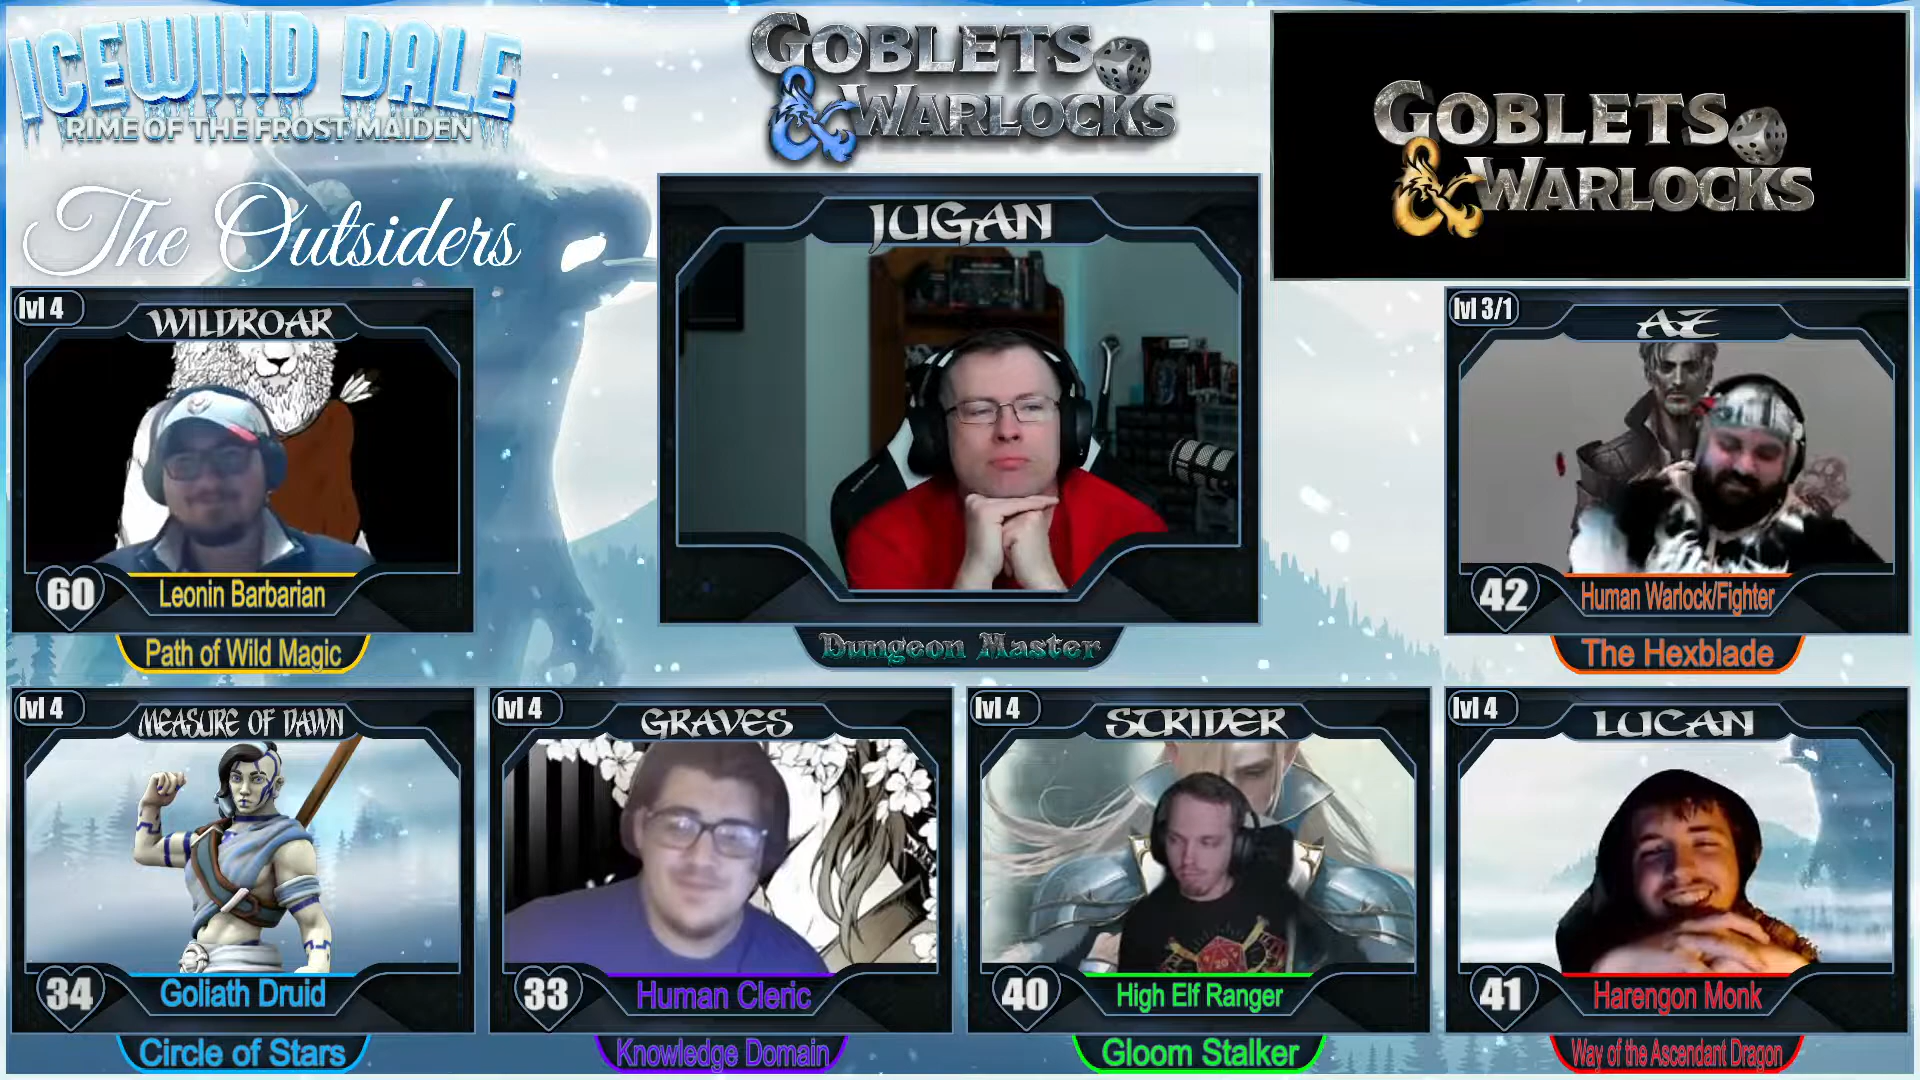 ICEWIND DALE
RIME OF THE FROSTMAIDEN
The Outsiders
GOBLETS
& WARLOCKS
GOBLETS
& WARLOCKS
JUGAN
Dungeon Master
lvl 4
WILDROAR
60
Leonin Barbarian
Path of Wild Magic
lvl 3/1
AZ
42
Human Warlock/Fighter
The Hexblade
lvl 4
MEASURE OF DAWN
34
Goliath Druid
Circle of Stars
lvl 4
GRAVES
33
Human Cleric
Knowledge Domain
lvl 4
STRIDER
20
40
High Elf Ranger
Gloom Stalker
lvl 4
LUCAN
41
Harengon Monk
Way of the Ascendant Dragon